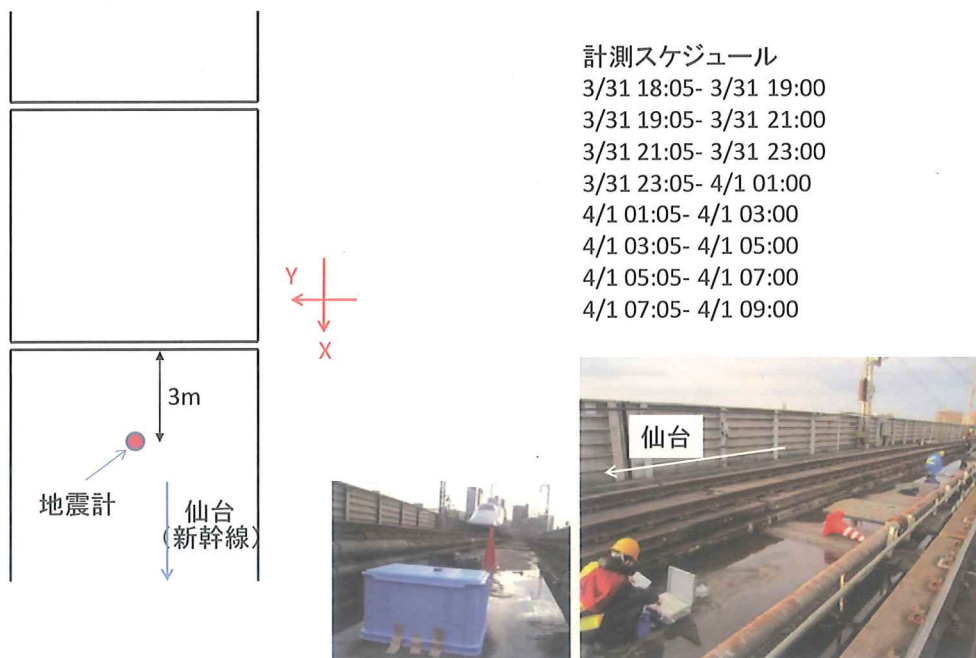 計測スケジュール
3/31 18:05- 3/31 19:00
3/31 19:05- 3/31 21:00
3/31 21:05- 3/31 23:00
3/31 23:05- 4/1 01:00
4/1 01:05- 4/1 03:00
4/1 03:05- 4/1 05:00
4/1 05:05- 4/1 07:00
4/1 07:05- 4/1 09:00
Y
X
3m
地震計
仙台
(新幹線)
仙台